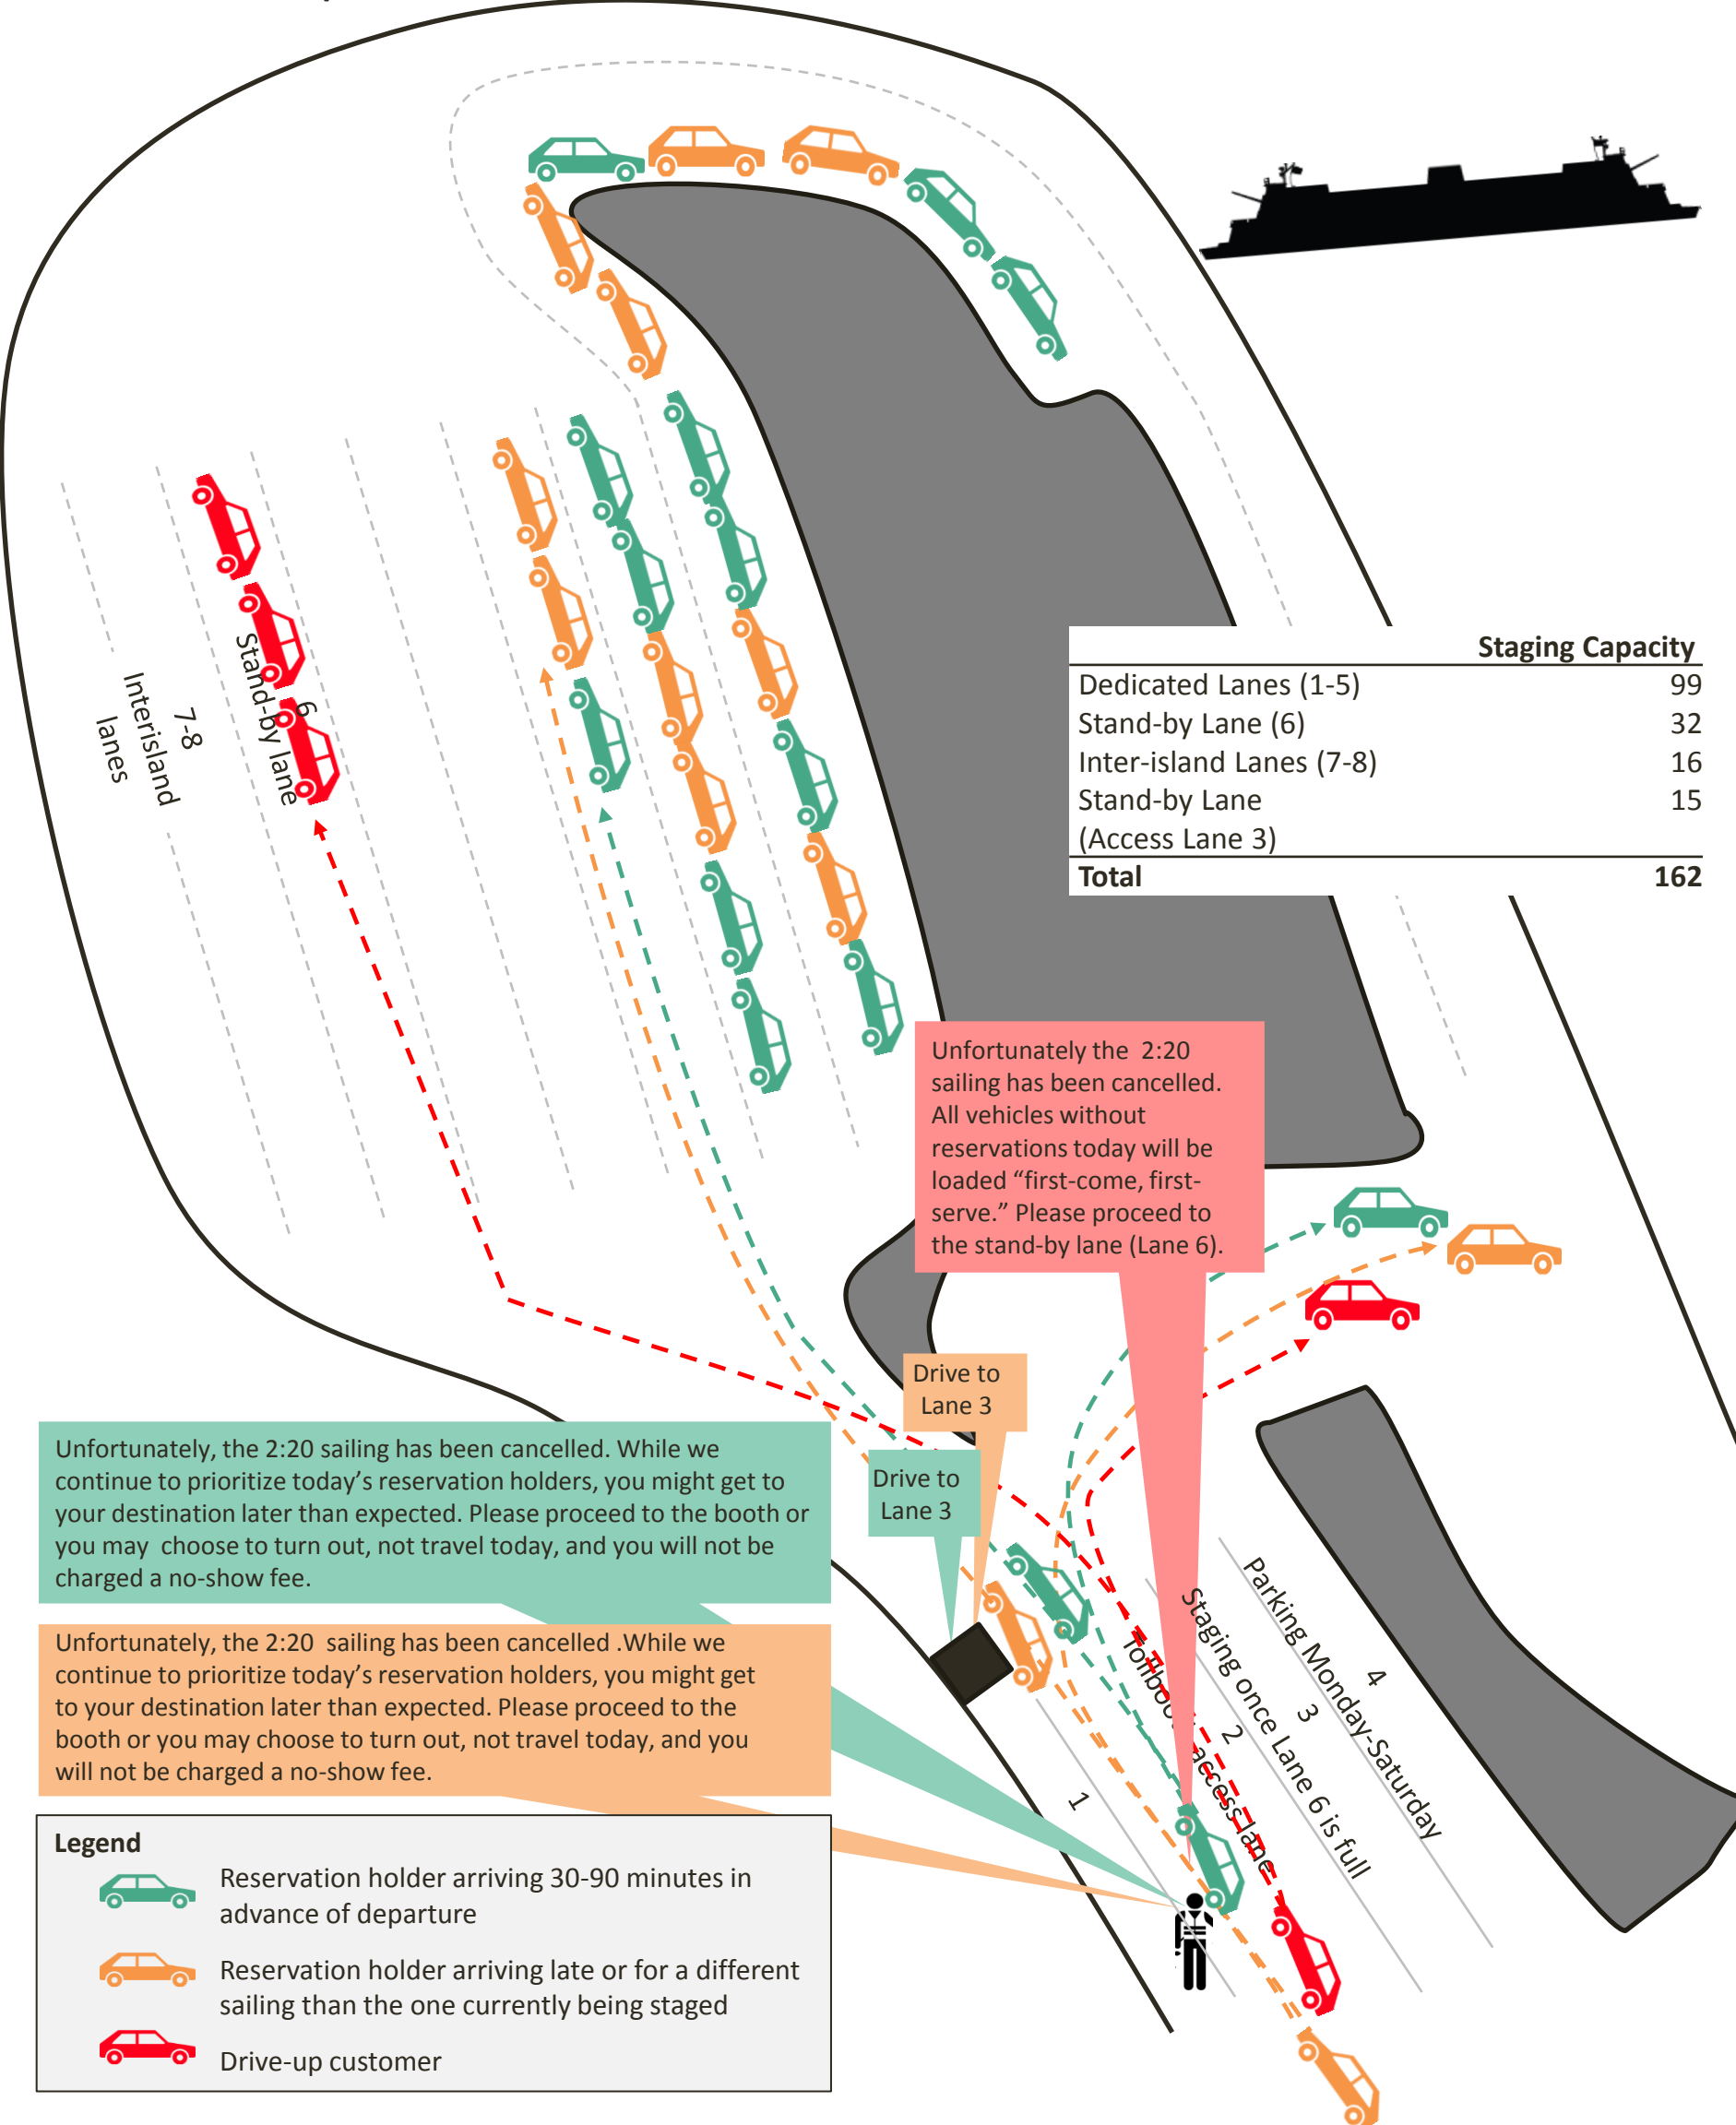 Staging Capacity
Dedicated Lanes (1-5) 99
Stand-by Lane (6) 32
Inter-island Lanes (7-8) 16
Stand-by Lane 15
(Access Lane 3)
Total 162
7-8
Interisland
lanes
6
Stand-by lane
Unfortunately the 2:20
sailing has been cancelled.
All vehicles without
reservations today will be
loaded “first-come, first-
serve.” Please proceed to
the stand-by lane (Lane 6).
Drive to
Lane 3
Drive to
Lane 3
Unfortunately, the 2:20 sailing has been cancelled. While we
continue to prioritize today’s reservation holders, you might get to
your destination later than expected. Please proceed to the booth or
you may choose to turn out, not travel today, and you will not be
charged a no-show fee.
Unfortunately, the 2:20 sailing has been cancelled .While we
continue to prioritize today’s reservation holders, you might get
to your destination later than expected. Please proceed to the
booth or you may choose to turn out, not travel today, and you
will not be charged a no-show fee.
1
2
access lane
3
Staging once Lane 6 is full
4
Parking Monday-Saturday
Legend
Reservation holder arriving 30-90 minutes in
advance of departure
Reservation holder arriving late or for a different
sailing than the one currently being staged
Drive-up customer